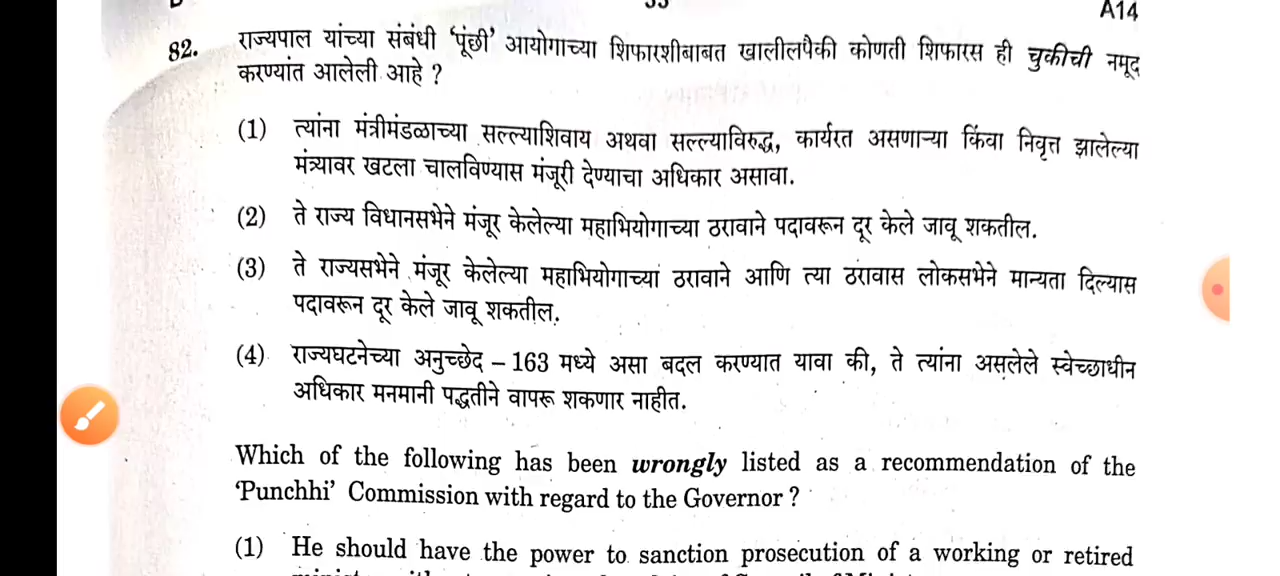 A14
82. राज्यपाल यांच्या संबंधी 'पूंछी' आयोगाच्या शिफारशीबाबत खालीलपैकी कोणती शिफारस ही चुकीची नमूद
करण्यांत आलेली आहे ?
(1) त्यांना मंत्रीमंडळाच्या सल्ल्याशिवाय अथवा सल्ल्याविरुद्ध, कार्यरत असणाऱ्या किंवा निवृत्त झालेल्या
मंत्र्यावर खटला चालविण्यास मंजूरी देण्याचा अधिकार असावा.
(2) ते राज्य विधानसभेने मंजूर केलेल्या महाभियोगाच्या ठरावाने पदावरून दूर केले जावू शकतील.
(3) ते राज्यसभेने मंजूर केलेल्या महाभियोगाच्या ठरावाने आणि त्या ठरावास लोकसभेने मान्यता दिल्यास
पदावरून दूर केले जावू शकतील.
(4) राज्यघटनेच्या अनुच्छेद – 163 मध्ये असा बदल करण्यात यावा की, ते त्यांना असलेले स्वेच्छाधीन
अधिकार मनमानी पद्धतीने वापरू शकणार नाहीत.
Which of the following has been wrongly listed as a recommendation of the
'Punchhi' Commission with regard to the Governor ?
(1) He should have the power to sanction prosecution of a working or retired